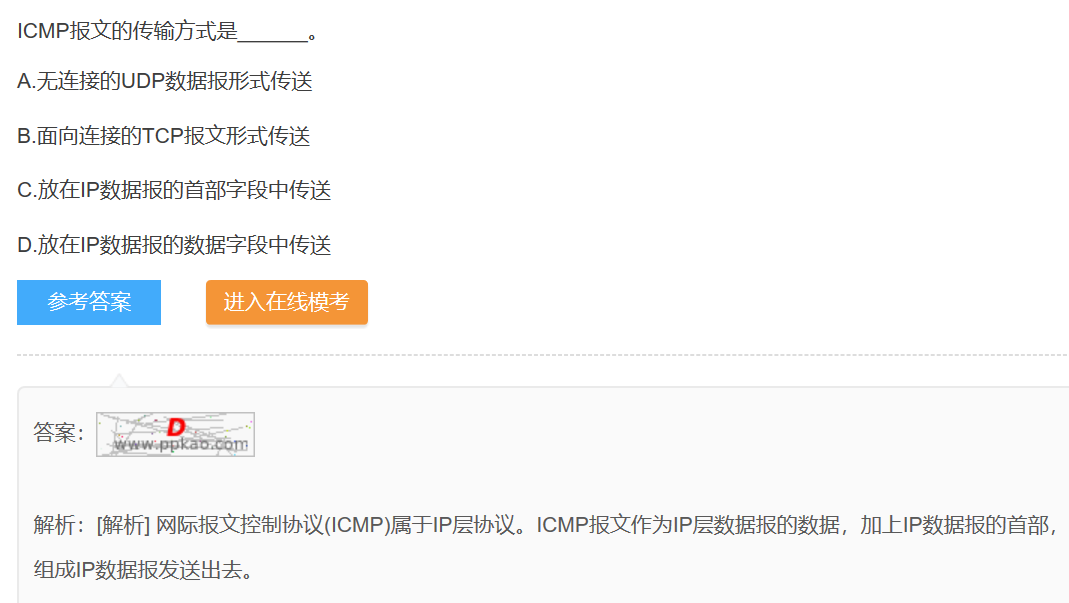 ICMP报文的传输方式是______。
A.无连接的UDP数据报形式传送
B.面向连接的TCP报文形式传送
C.放在IP数据报的首部字段中传送
D.放在IP数据报的数据字段中传送
参考答案 进入在线模考
答案： D
www.ppkao.com
解析：[解析] 网际报文控制协议(ICMP)属于IP层协议。ICMP报文作为IP层数据报的数据，加上IP数据报的首部，
组成IP数据报发送出去。